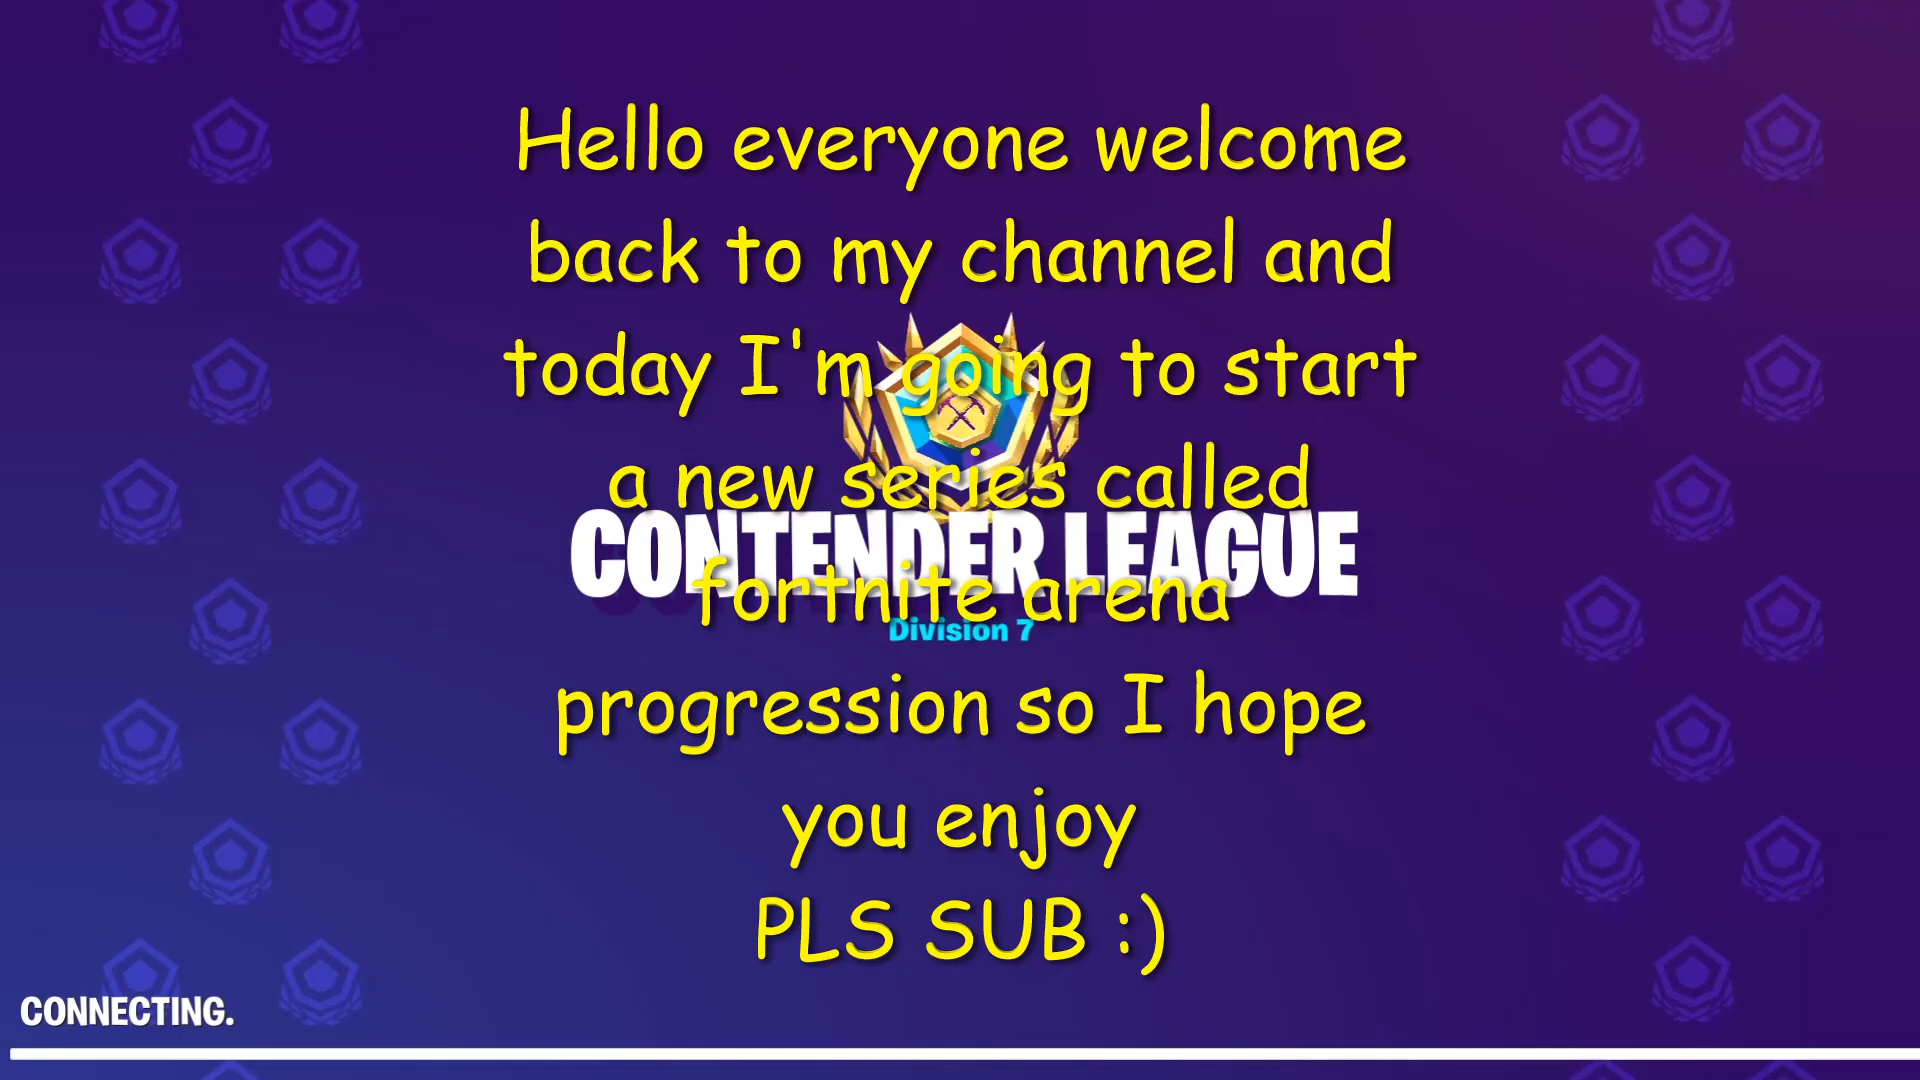 Hello everyone welcome
back to my channel and
today I'm going to start
a new series called
CONTENDER LEAGUE
fortnite arena
Division 7
progression so I hope
you enjoy
PLS SUB :)
CONNECTING.